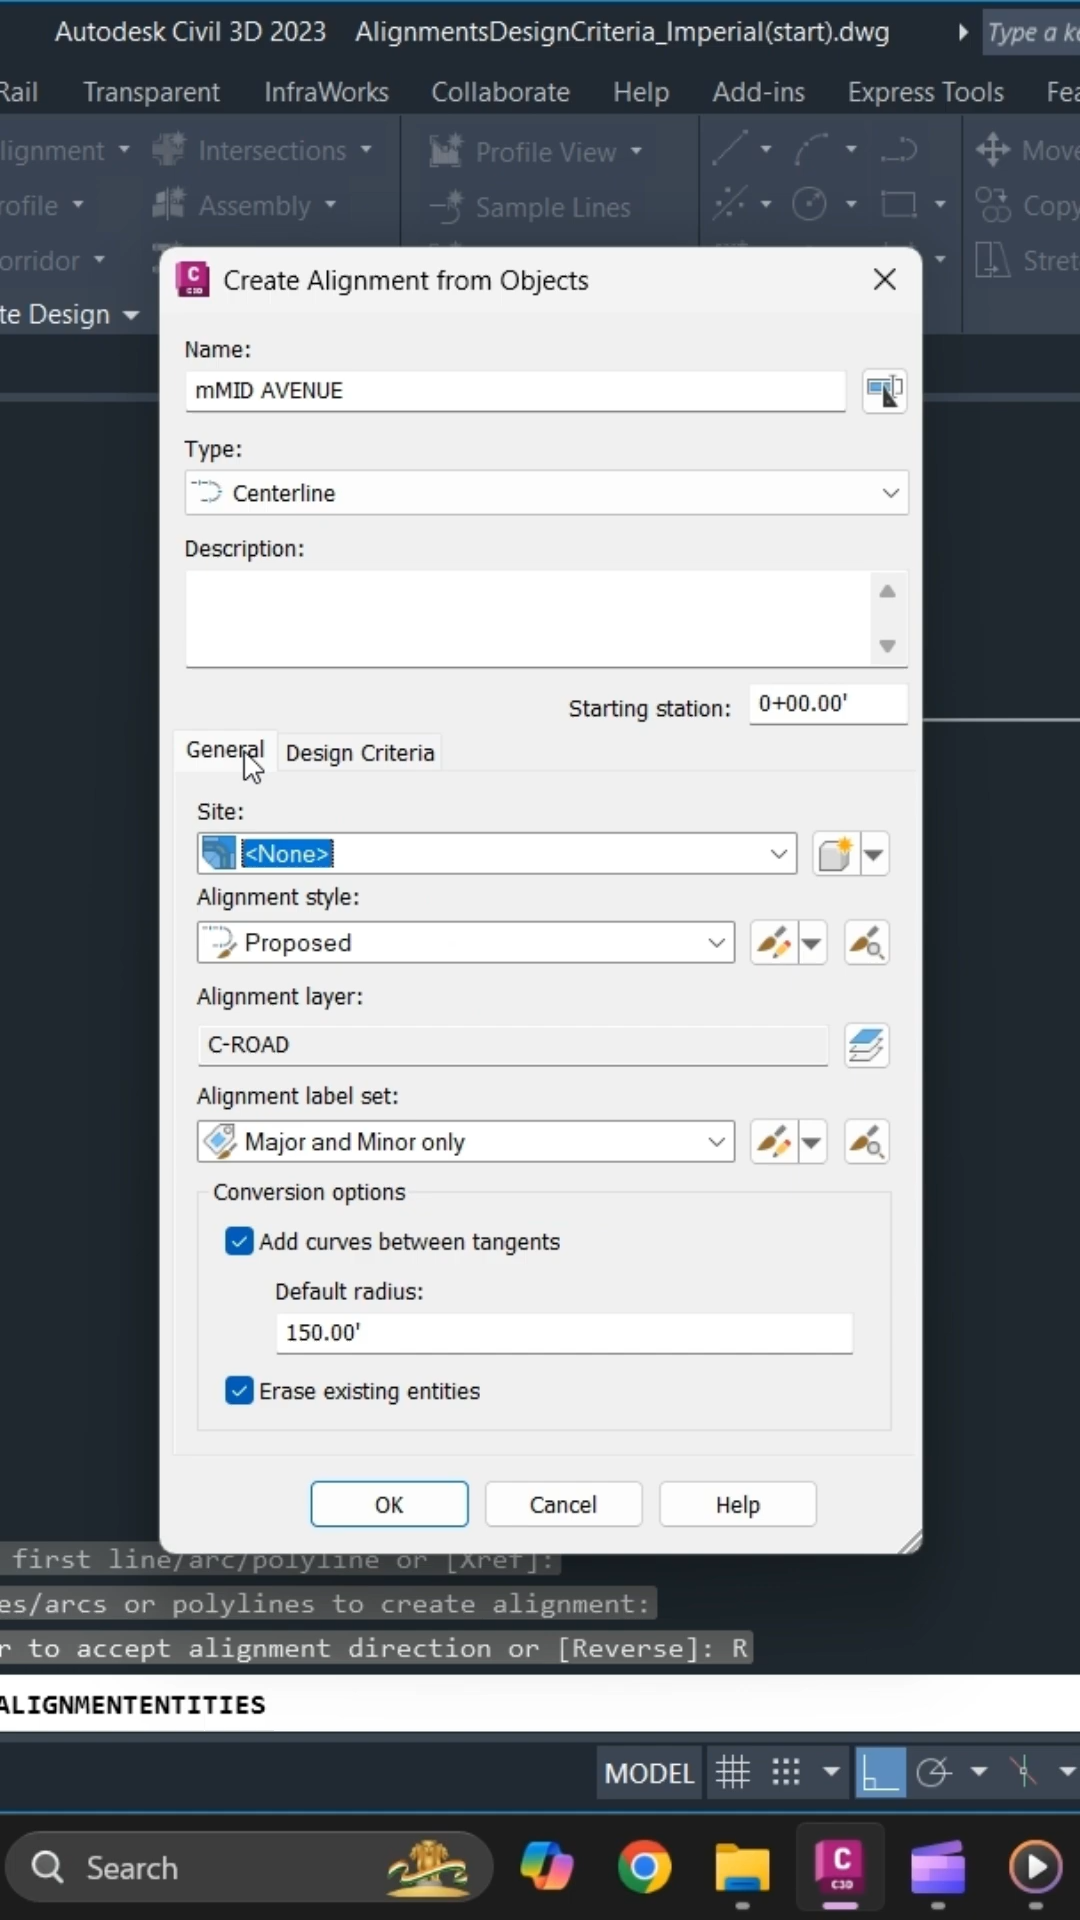 Autodesk Civil 3D 2023 AlignmentsDesignCriteria_Imperial(start).dwg Type a ke
Rail Transparent InfraWorks Collaborate Help Add-ins Express Tools Fea
lignment Intersections Profile View Move
rofile Assembly Sample Lines Copy
orridor Stret
te Design
C
C3D
Create Alignment from Objects
Name:
mMID AVENUE
Type:
Centerline
Description:
Starting station: 0+00.00'
General Design Criteria
Site:
<None>
Alignment style:
Proposed
Alignment layer:
C-ROAD
Alignment label set:
Major and Minor only
Conversion options
Add curves between tangents
Default radius:
150.00'
Erase existing entities
OK Cancel Help
first line/arc/polyline or [Xref]:
es/arcs or polylines to create alignment:
r to accept alignment direction or [Reverse]: R
ALIGNMENTENTITIES
MODEL
Search
C
C3D